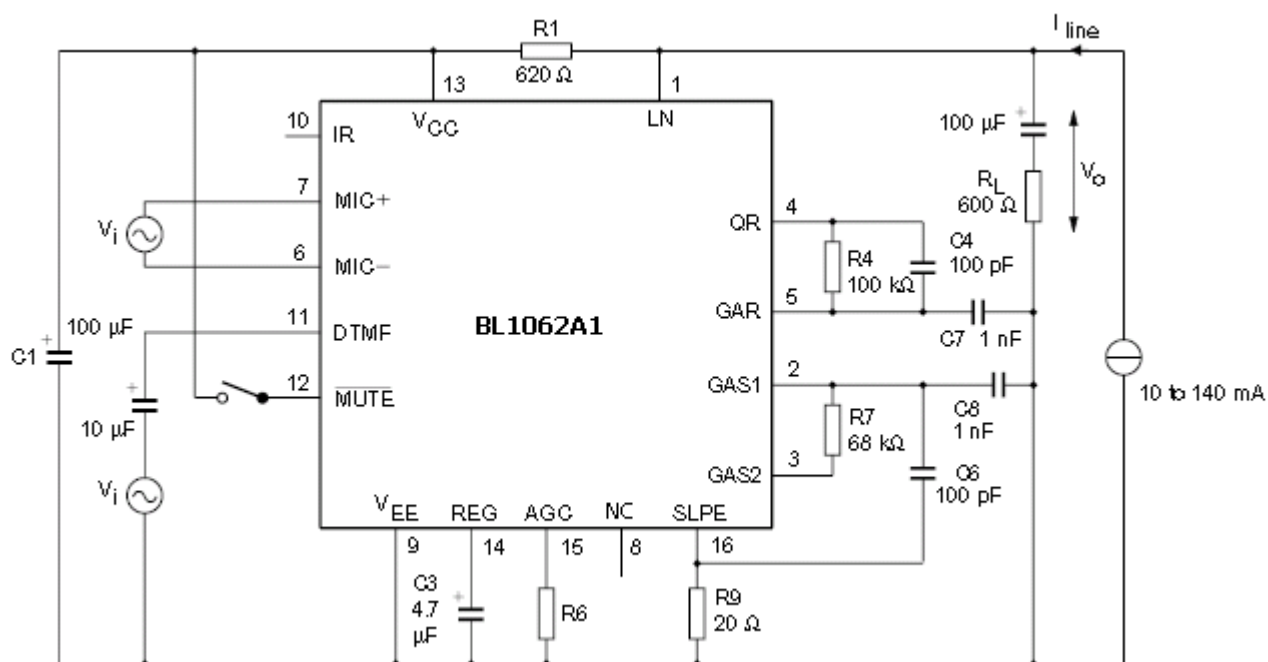 R1
620 Ω
I line
13
1
VCC
LN
10
IR
100 µF
+
Vo
RL
600 Ω
7
MIC+
Vi
6
MIC−
4
QR
R4
100 kΩ
C4
100 pF
5
GAR
C7 1 nF
11
DTMF
BL1062A1
100 µF
+
C1
12
MUTE
+
10 µF
2
GAS1
C8
1 nF
10 to 140 mA
R7
68 kΩ
3
GAS2
C6
100 pF
Vi
VEE
REG
AGC
NC
SLPE
9
14
15
8
16
C3
4.7
µF
+
R6
R9
20 Ω